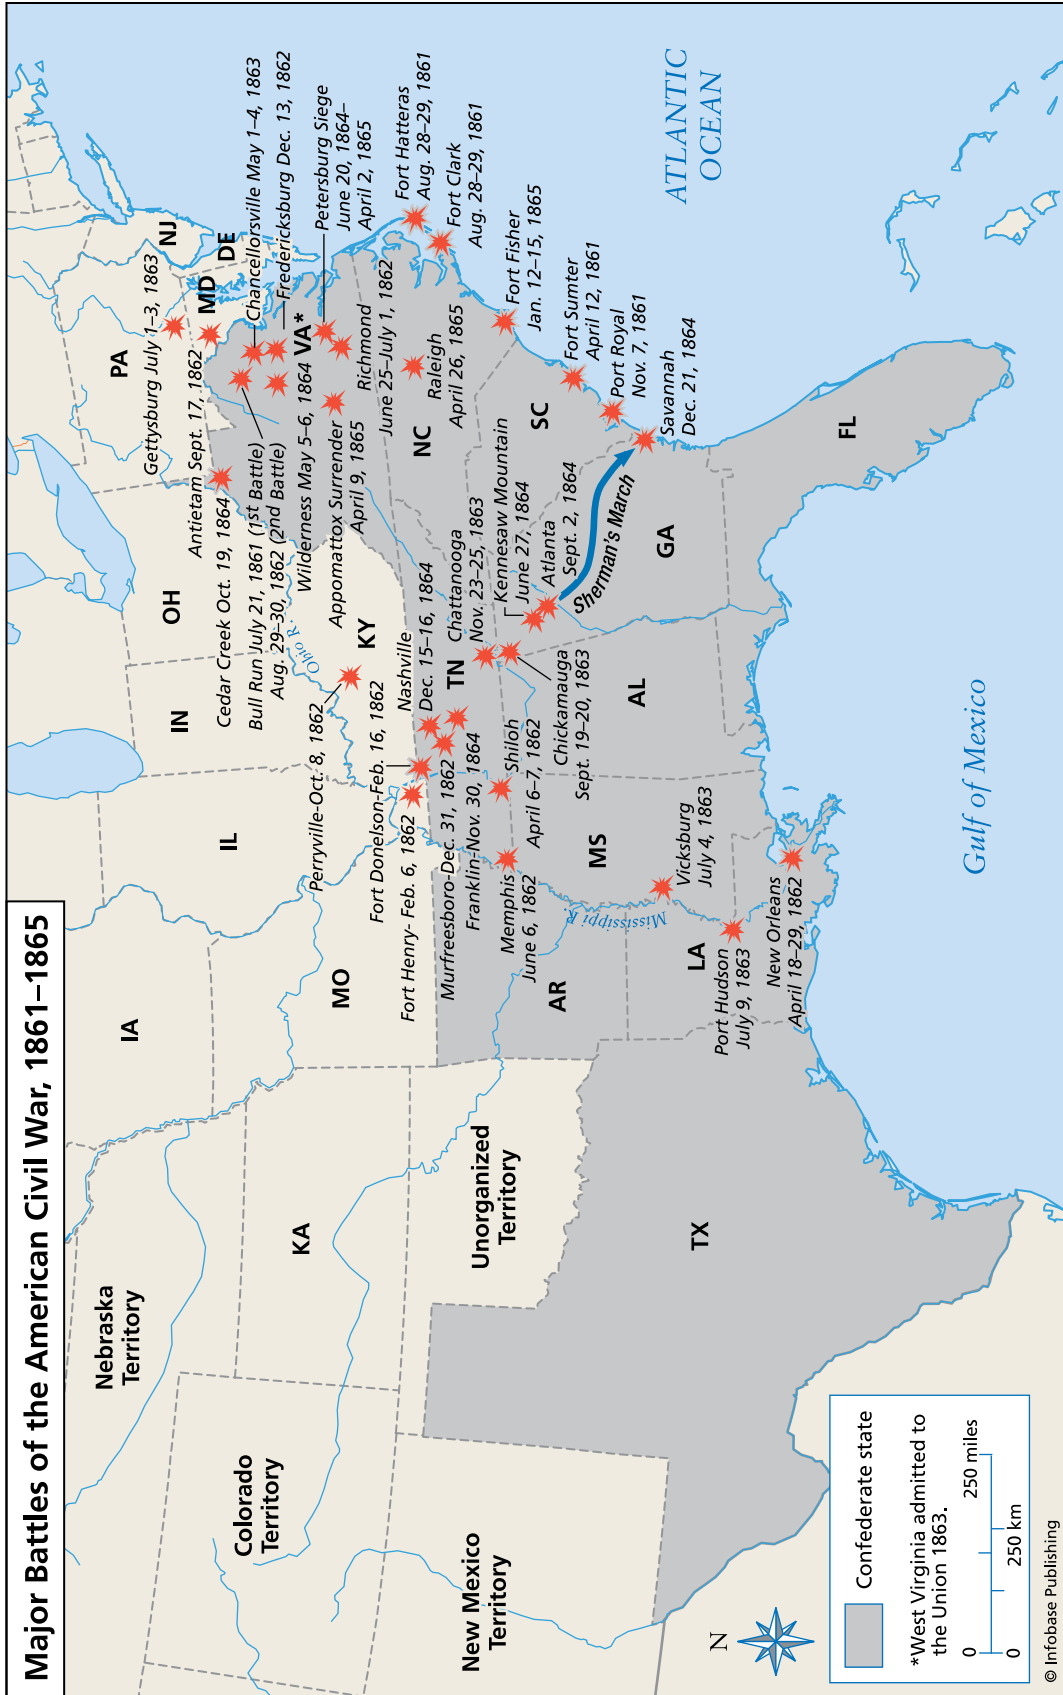 Major Battles of the American Civil War, 1861–1865
Nebraska
Territory
IA
Colorado
Territory
KA
MO
IL
IN
OH
PA
NJ
MD
DE
VA*
KY
New Mexico
Territory
Unorganized
Territory
TX
AR
LA
MS
TN
AL
GA
FL
SC
NC
Gettysburg July 1–3, 1863
Antietam Sept. 17, 1862
Cedar Creek Oct. 19, 1864
Bull Run July 21, 1861 (1st Battle)
Aug. 29–30, 1862 (2nd Battle)
Wilderness May 5–6, 1864
Appomattox Surrender
April 9, 1865
Chancellorsville May 1–4, 1863
Fredericksburg Dec. 13, 1862
Petersburg Siege
June 20, 1864–
April 2, 1865
Richmond
June 25–July 1, 1862
Fort Hatteras
Aug. 28–29, 1861
Fort Clark
Aug. 28–29, 1861
Raleigh
April 26, 1865
Fort Fisher
Jan. 12–15, 1865
Fort Sumter
April 12, 1861
Port Royal
Nov. 7, 1861
Savannah
Dec. 21, 1864
Perryville-Oct. 8, 1862
Fort Donelson-Feb. 16, 1862
Fort Henry- Feb. 6, 1862
Nashville
Dec. 15–16, 1864
Murfreesboro-Dec. 31, 1862
Franklin-Nov. 30, 1864
Chattanooga
Nov. 23–25, 1863
Kennesaw Mountain
June 27, 1864
Atlanta
Sept. 2, 1864
Sherman's March
Chickamauga
Sept. 19–20, 1863
Shiloh
April 6–7, 1862
Memphis
June 6, 1862
Vicksburg
July 4, 1863
Port Hudson
July 9, 1863
New Orleans
April 18–29, 1862
Ohio R.
Mississippi R.
ATLANTIC
OCEAN
Gulf of Mexico
N
Confederate state
*West Virginia admitted to
the Union 1863.
0 250 miles
0 250 km
© Infobase Publishing